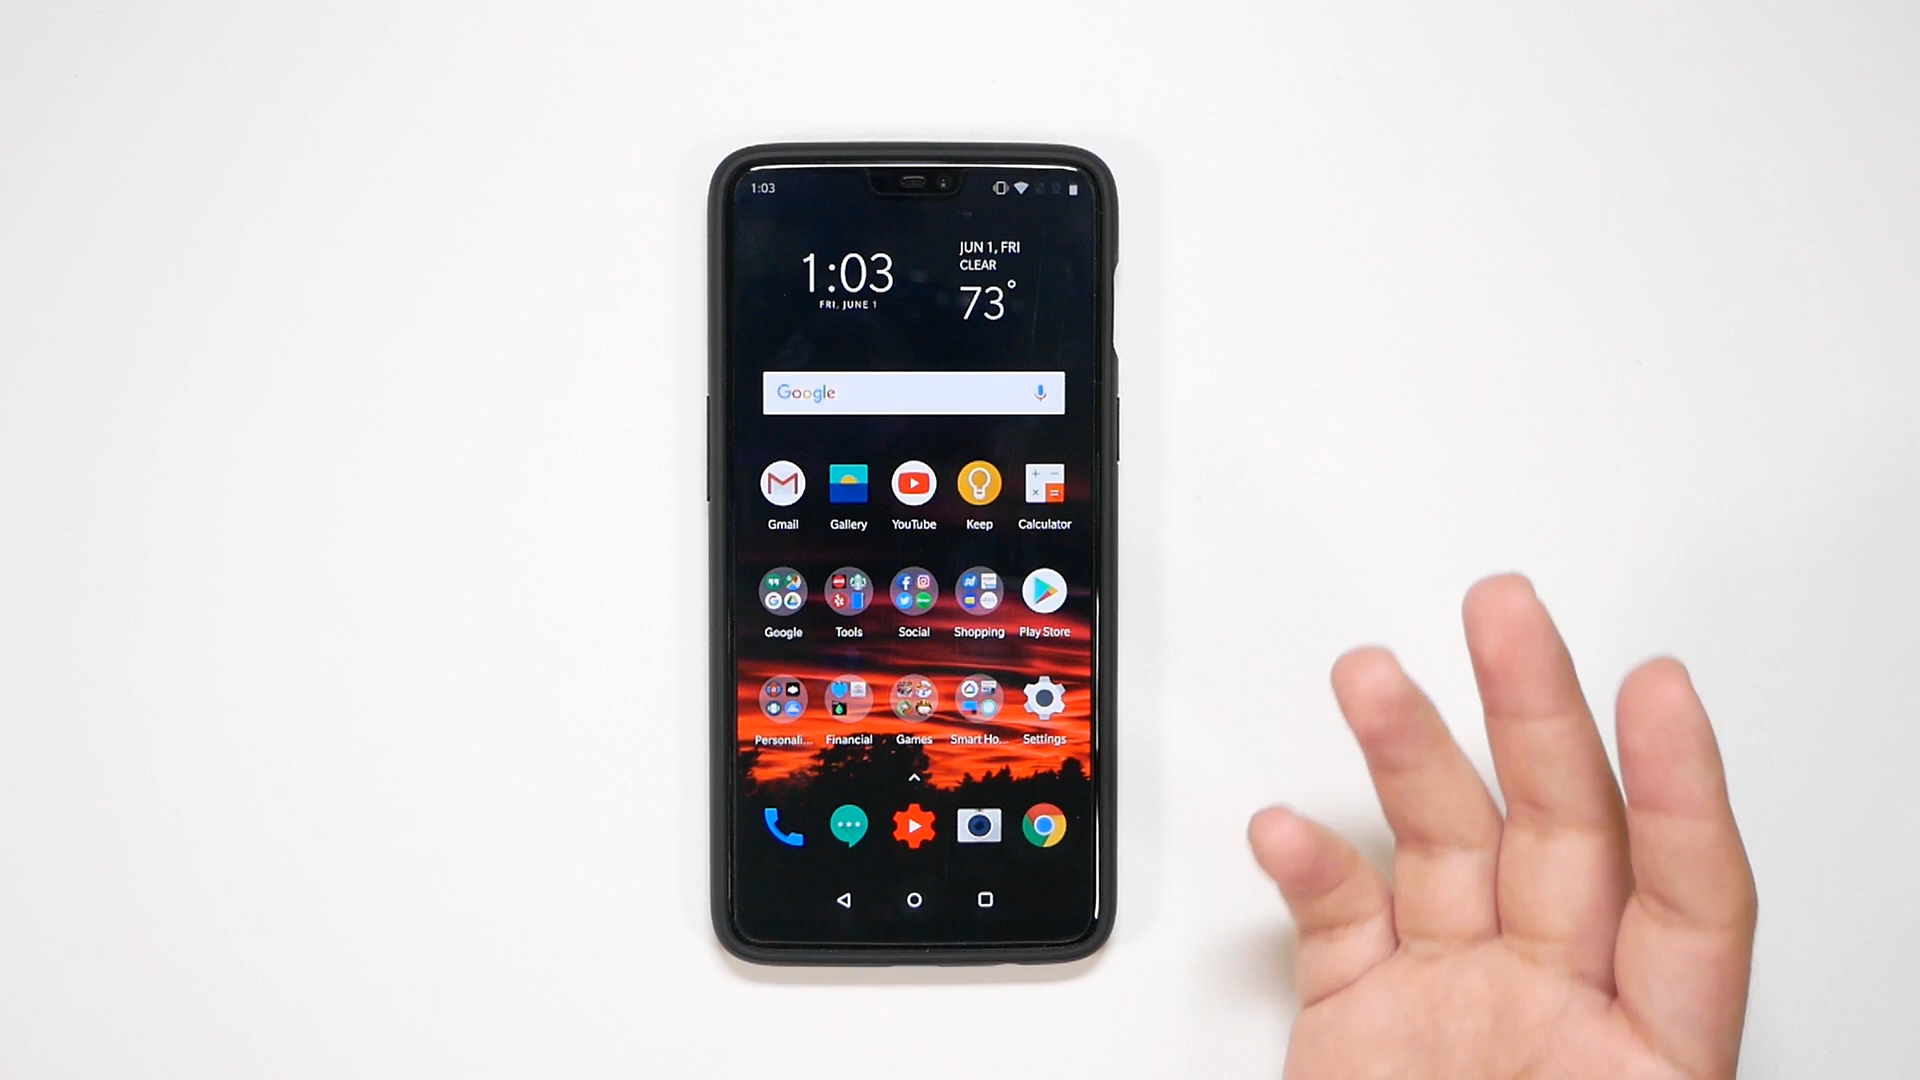 1:03
1:03
FRI, JUNE 1
JUN 1, FRI
CLEAR
73°
Google
Gmail Gallery YouTube Keep Calculator
Google Tools Social Shopping Play Store
Personali... Financial Games Smart Ho... Settings